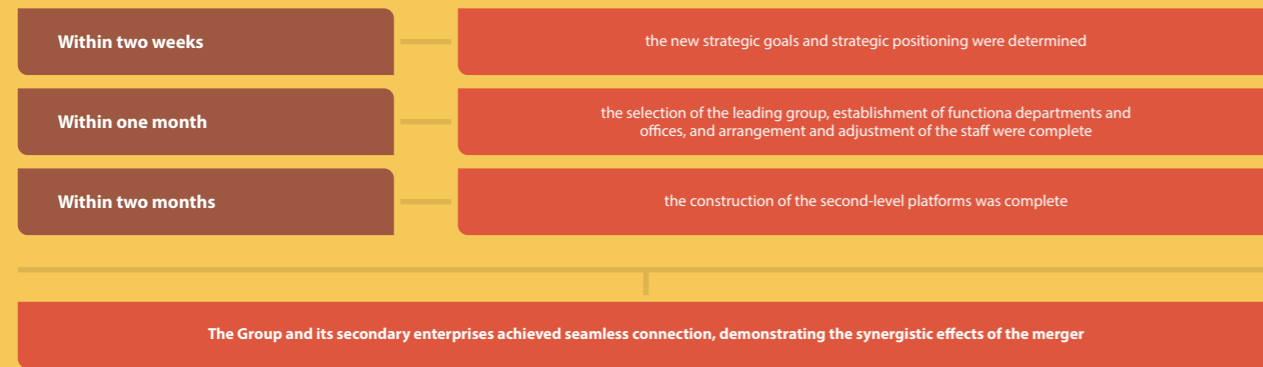 Within two weeks
the new strategic goals and strategic positioning were determined
Within one month
the selection of the leading group, establishment of functiona departments and
offices, and arrangement and adjustment of the staff were complete
Within two months
the construction of the second-level platforms was complete
The Group and its secondary enterprises achieved seamless connection, demonstrating the synergistic effects of the merger